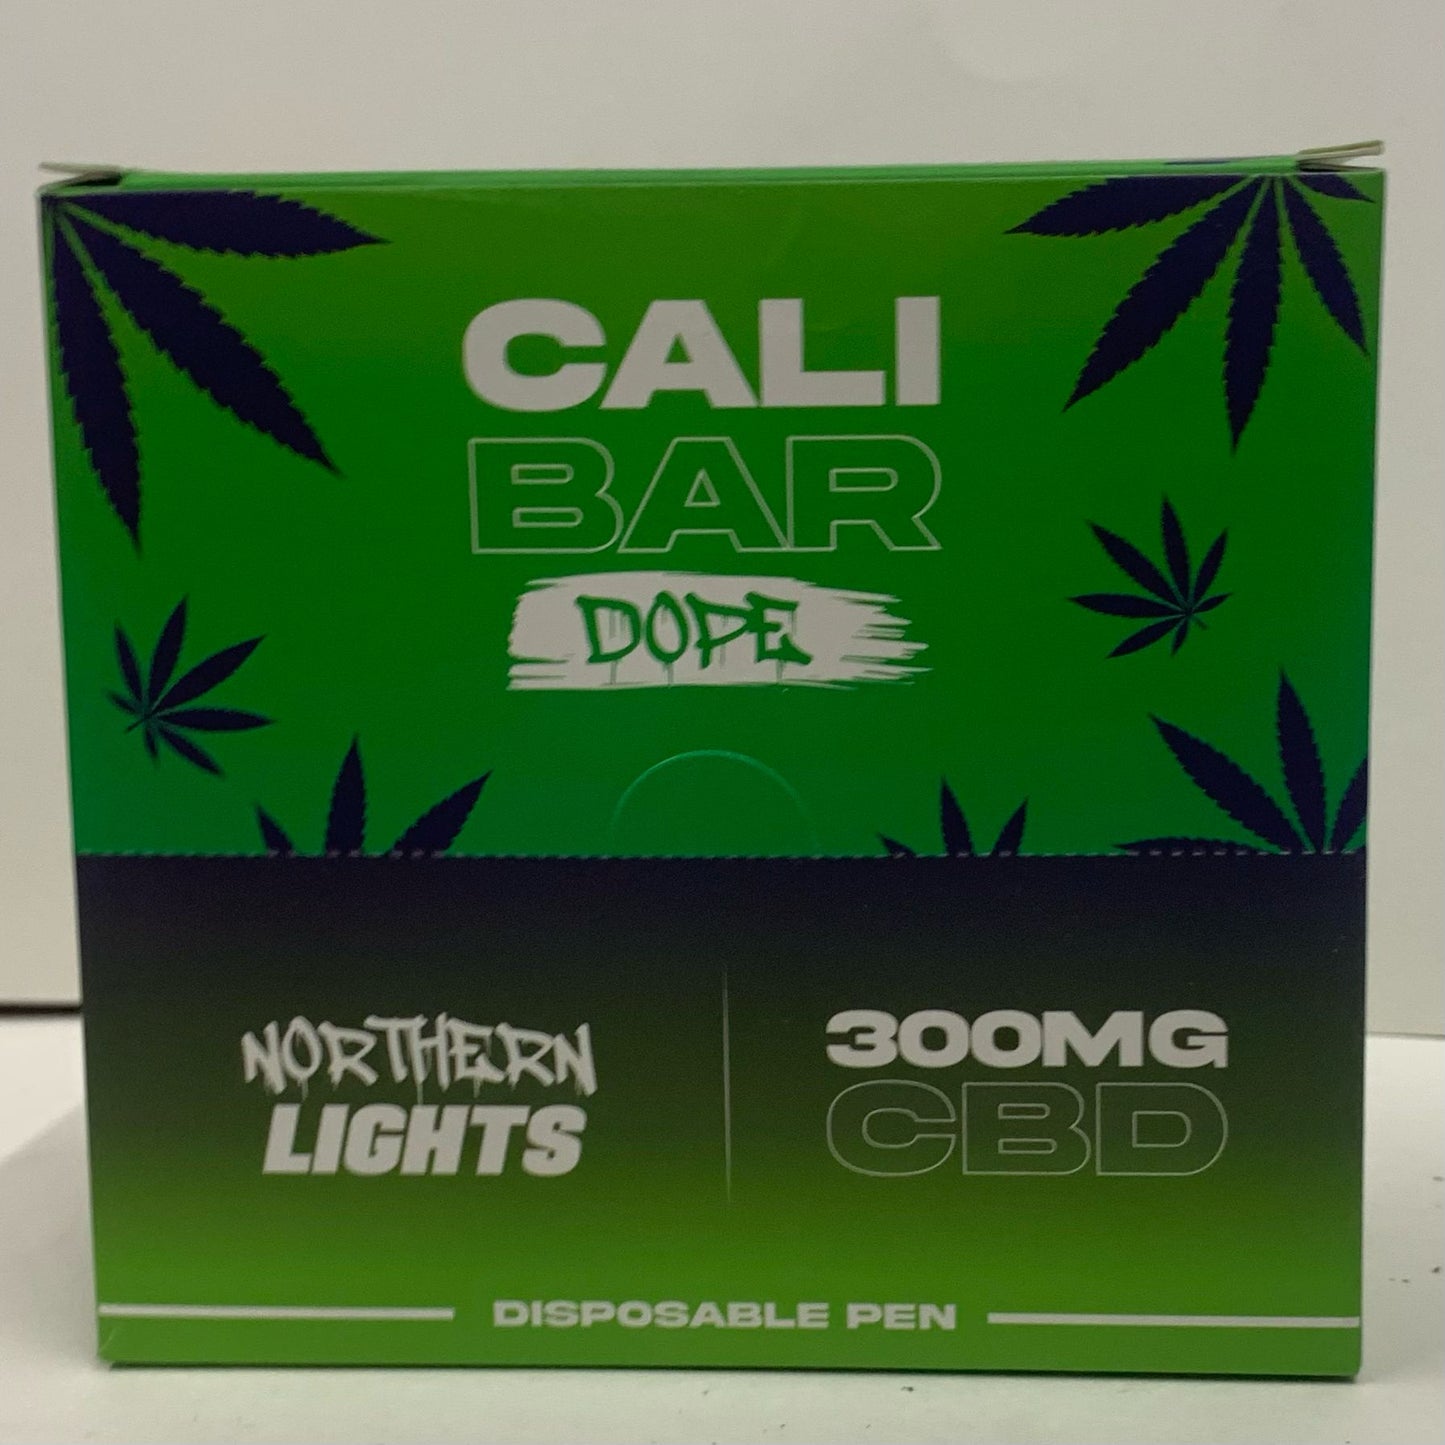 CALI
BAR
DOPE
NORTHERN
LIGHTS
300MG
CBD
DISPOSABLE PEN